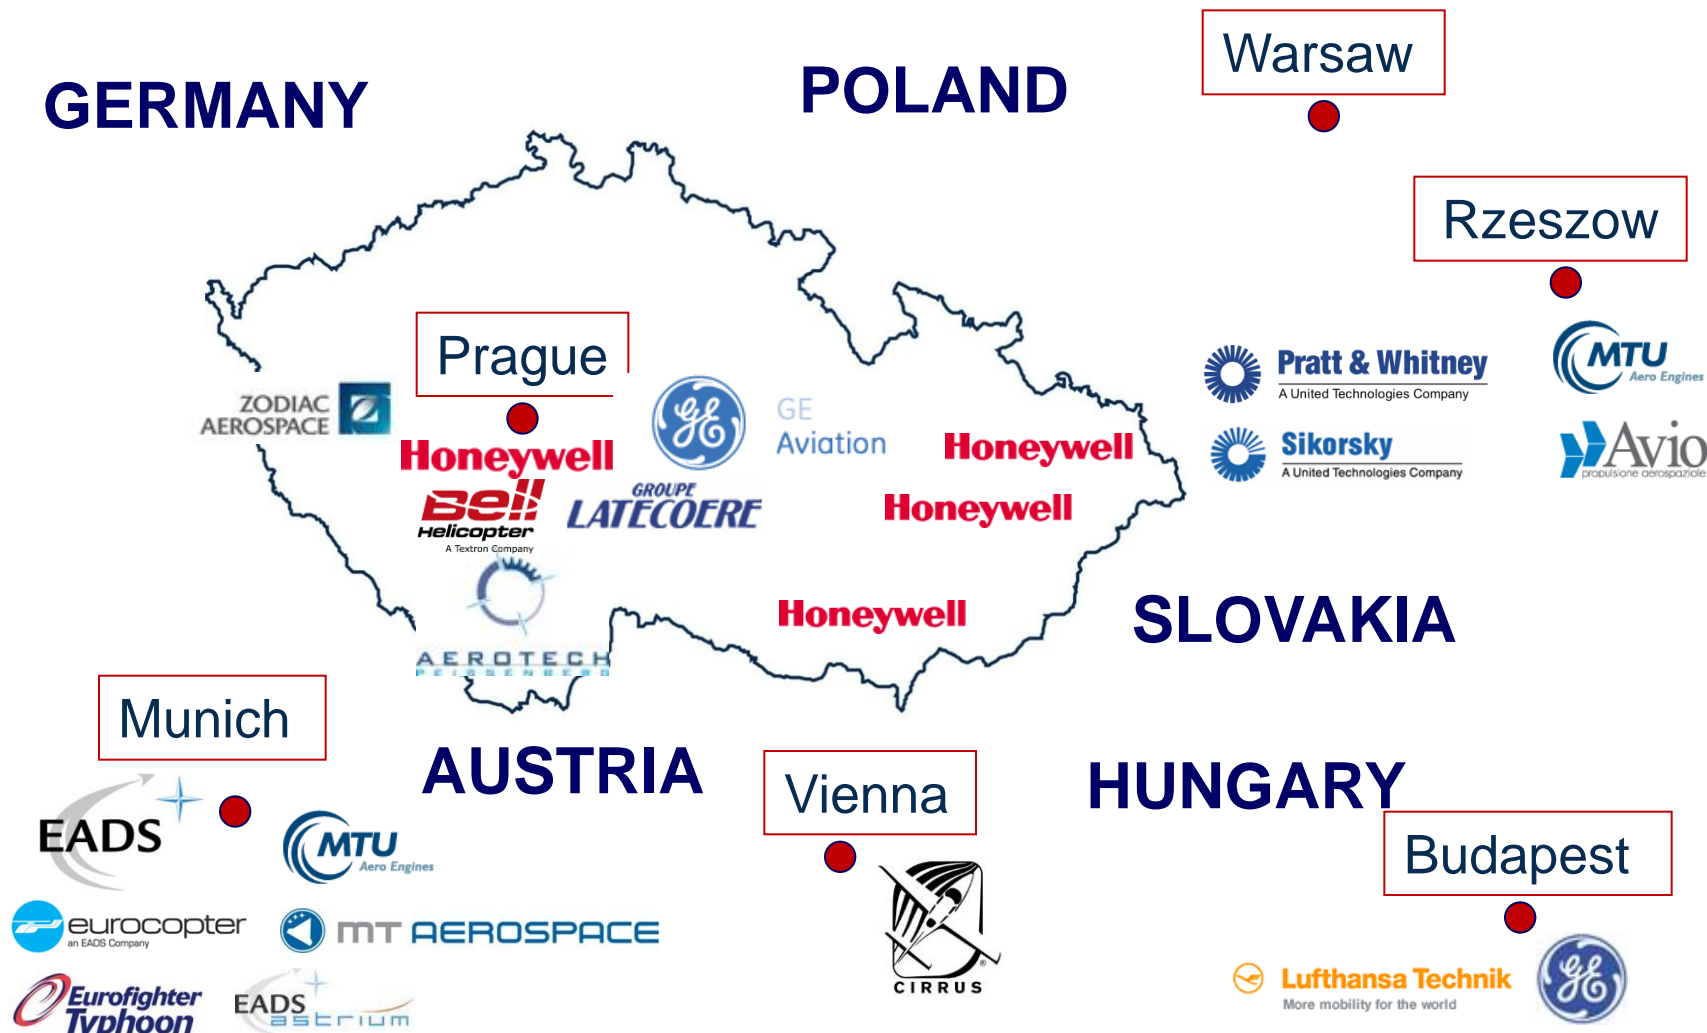 Warsaw
GERMANY
POLAND
Rzeszow
Prague
Pratt & Whitney
A United Technologies Company
MTU
Aero Engines
ZODIAC
AEROSPACE
GE
GE
Aviation
Honeywell
Honeywell
Sikorsky
A United Technologies Company
Avio
propulsione aerospaziale
Bell
Helicopter
A Textron Company
GROUPE
LATECOERE
Honeywell
Honeywell
AEROTECH
PEISSENBERG
SLOVAKIA
Munich
AUSTRIA
Vienna
HUNGARY
Budapest
EADS
MTU
Aero Engines
eurocopter
an EADS Company
MT AEROSPACE
Eurofighter
Typhoon
EADS
astrium
CIRRUS
®
Lufthansa Technik
More mobility for the world
GE